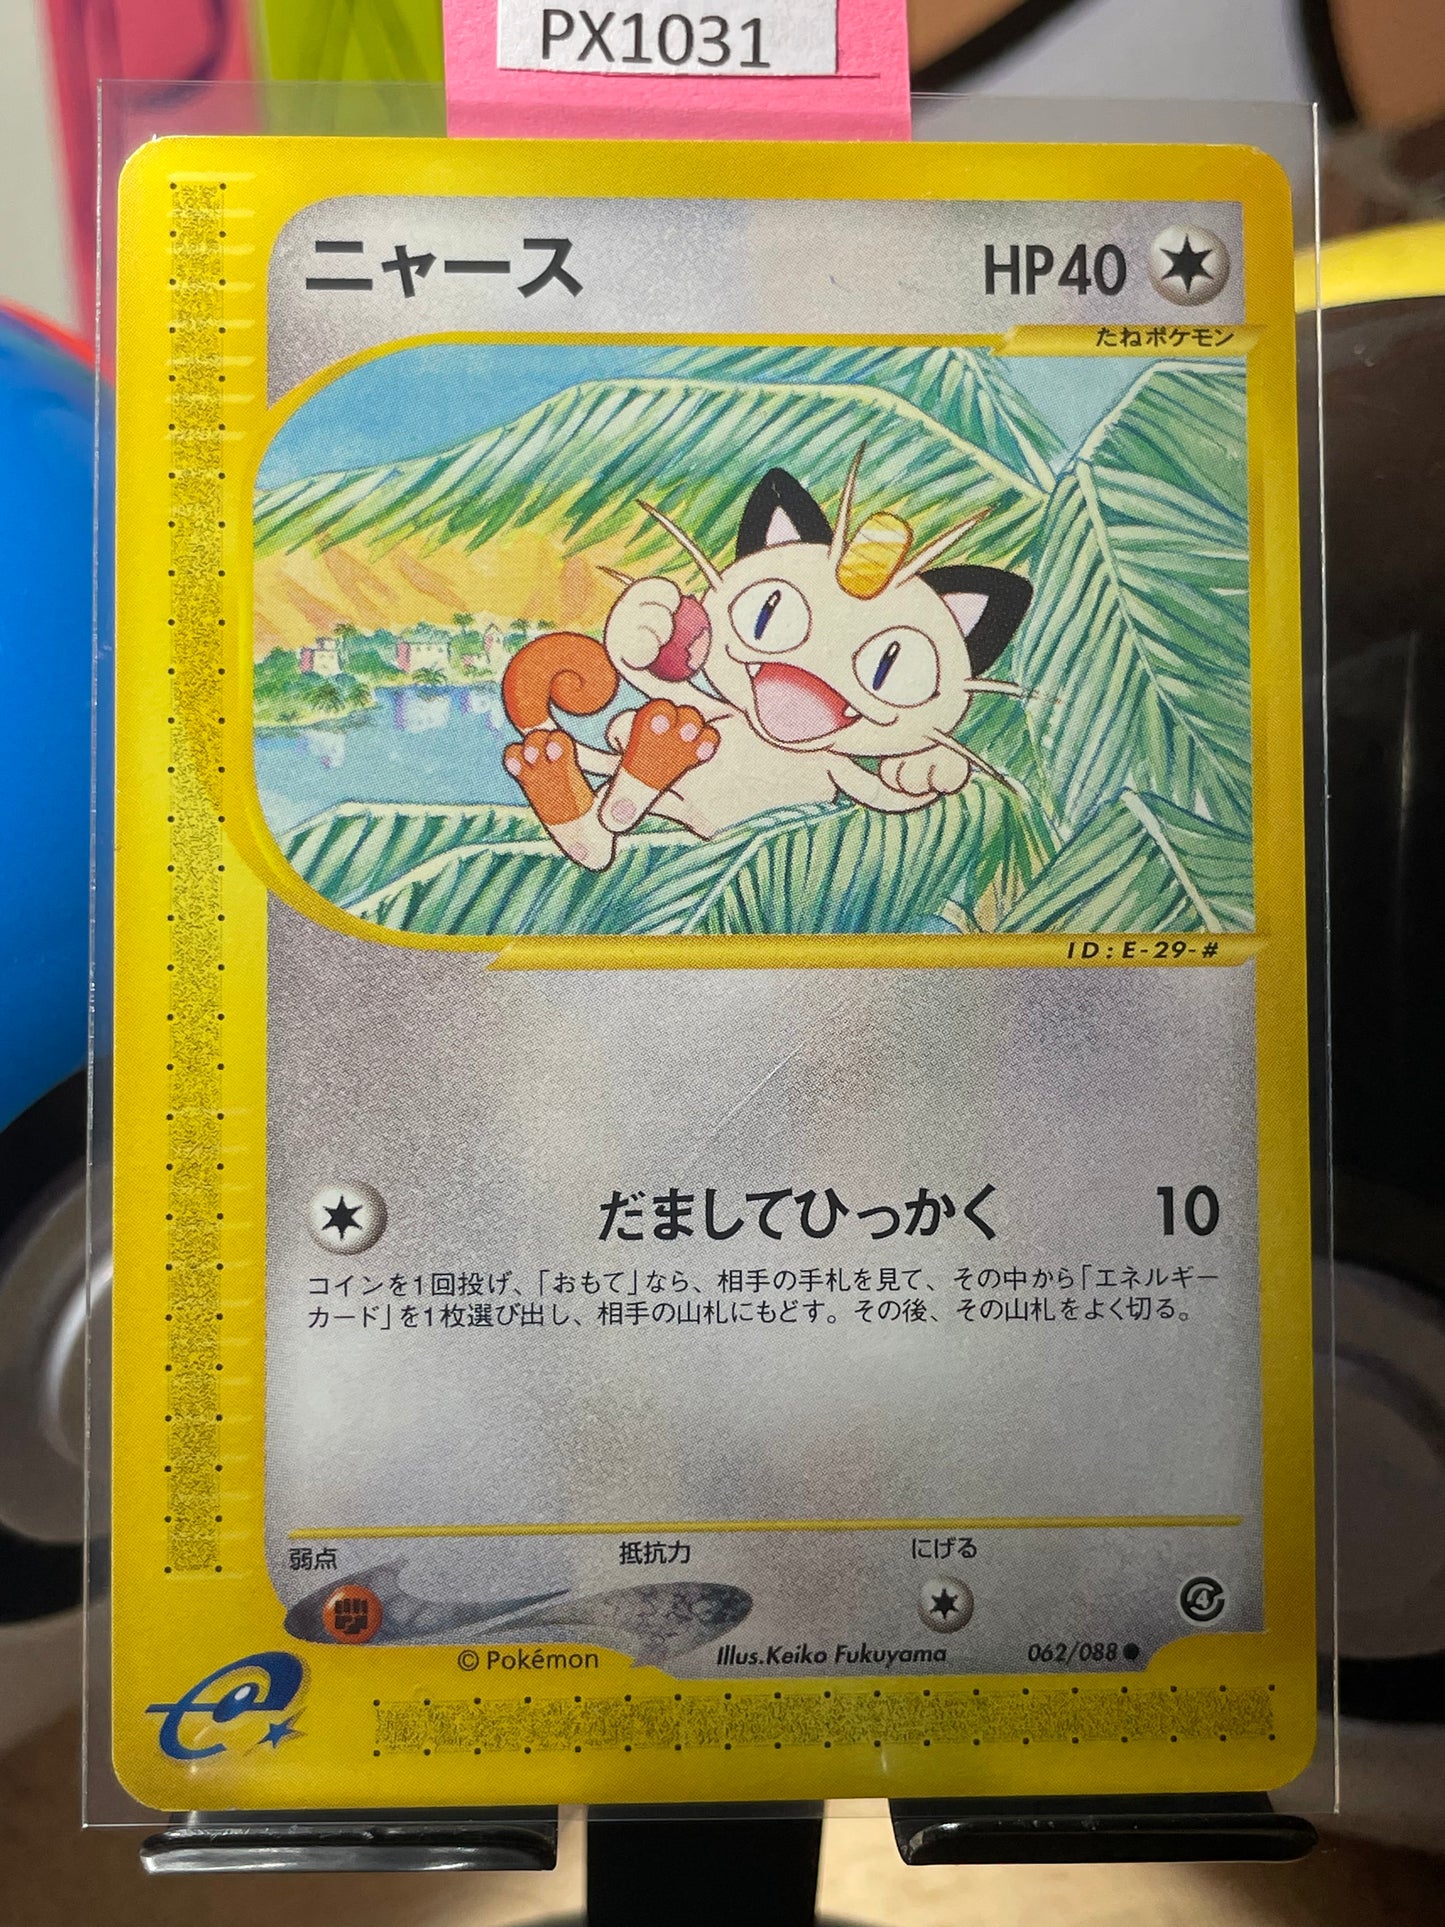 PX1031
ニャース
HP40
たねポケモン
ID:E-29-#
だましてひっかく 10
コインを1回投げ、「おもて」なら、相手の手札を見て、その中から「エネルギー
カード」を1枚選び出し、相手の山札にもどす。その後、その山札をよく切る。
弱点 抵抗力 にげる
4
©Pokémon Illus.Keiko Fukuyama 062/088 ●
e